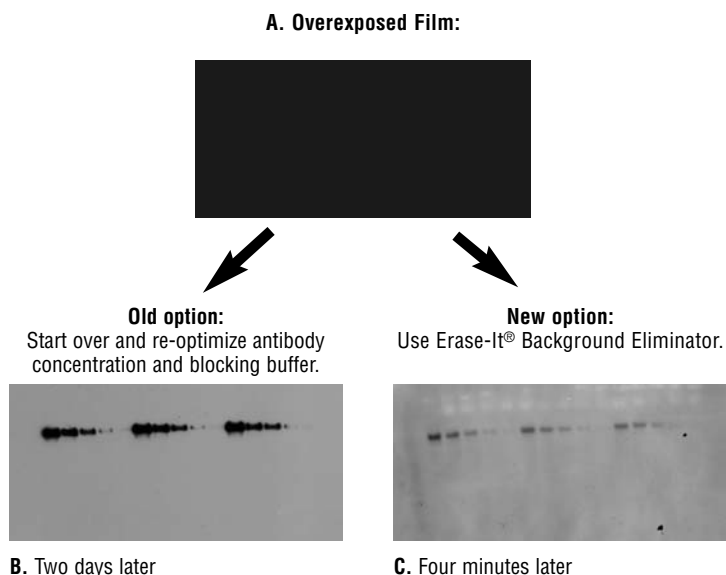 A. Overexposed Film:
Old option:
Start over and re-optimize antibody
concentration and blocking buffer.
New option:
Use Erase-It® Background Eliminator.
B. Two days later
C. Four minutes later